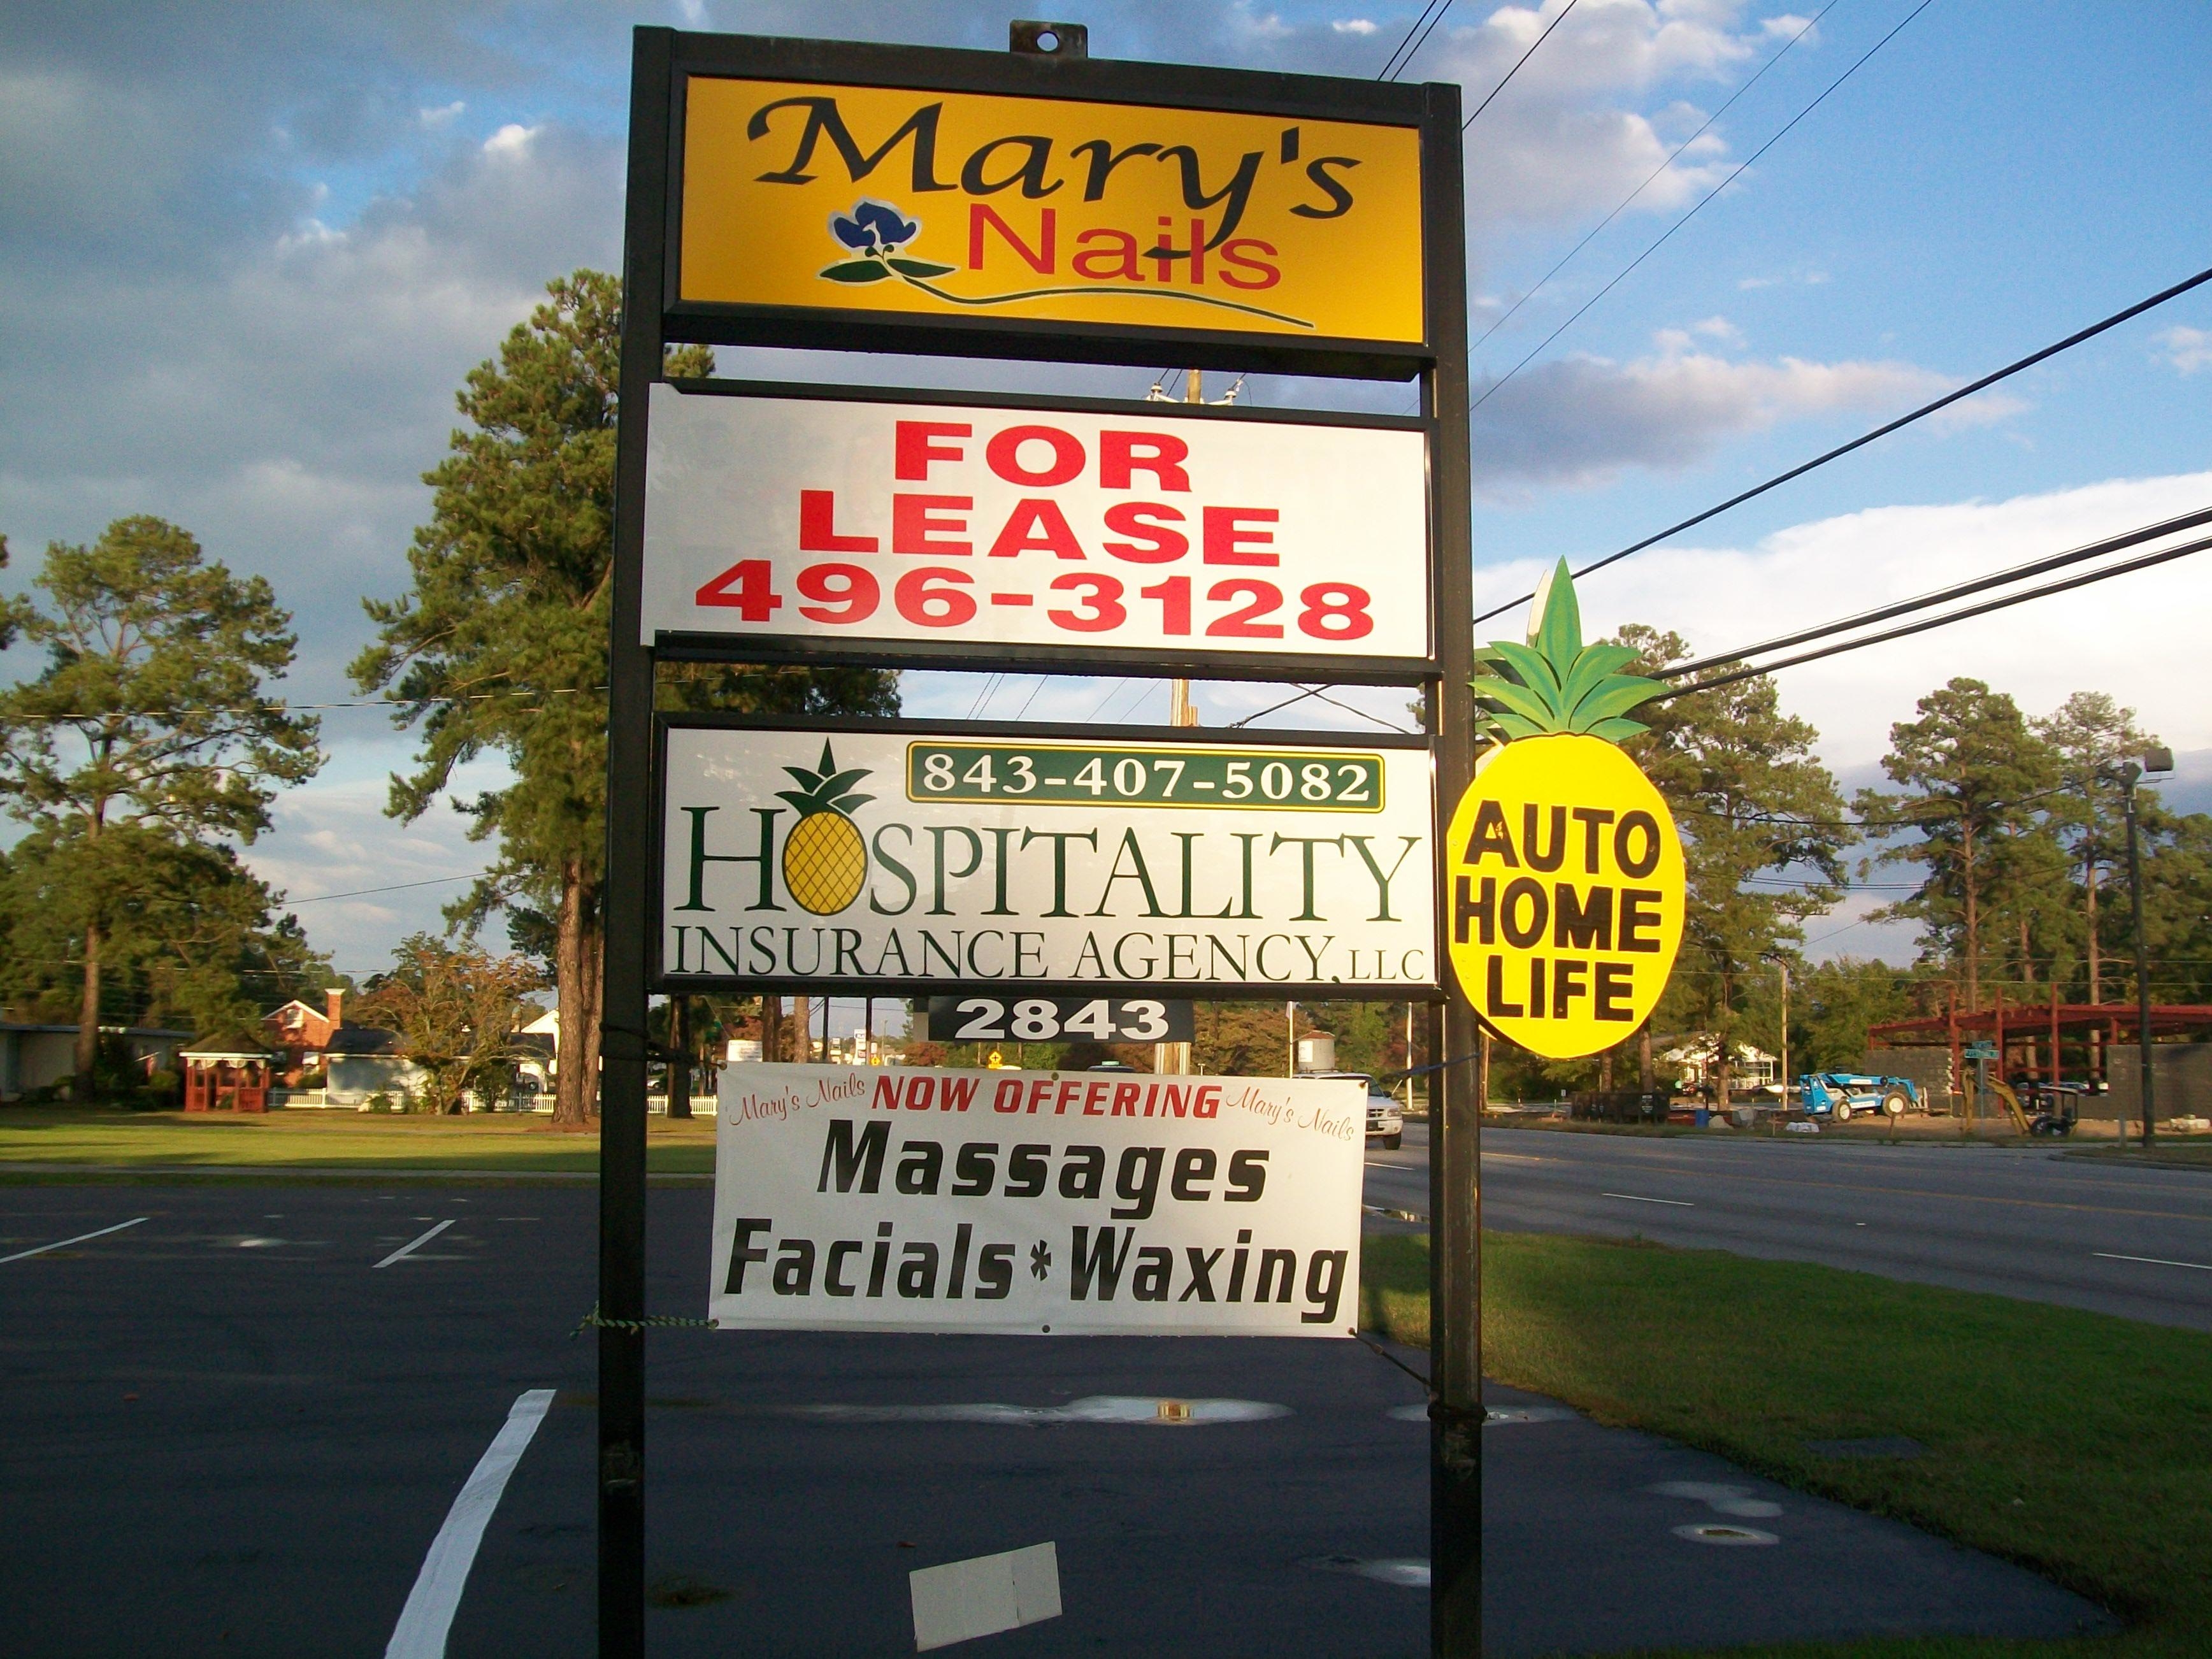 Mary's
Nails
FOR
LEASE
496-3128
843-407-5082
HOSPITALITY
INSURANCE AGENCY, LLC
AUTO
HOME
LIFE
2843
Mary's Nails NOW OFFERING Mary's Nails
Massages
Facials * Waxing